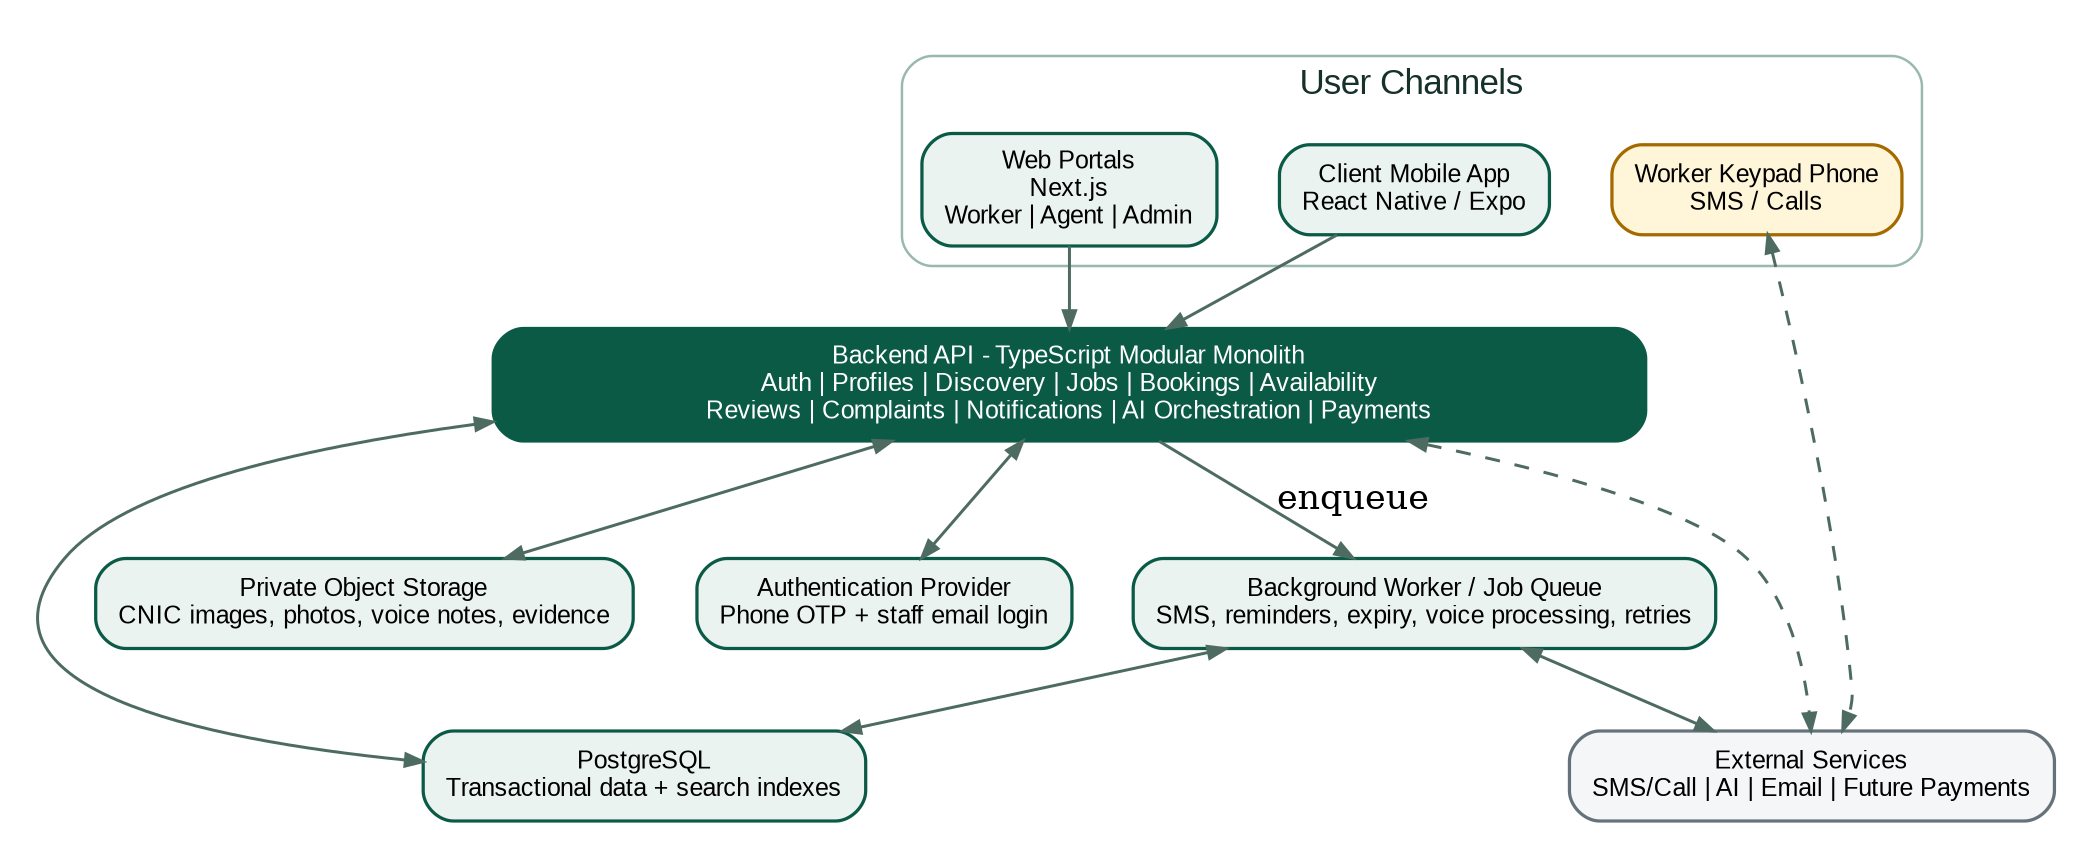 User Channels
Web Portals
Next.js
Worker | Agent | Admin
Client Mobile App
React Native / Expo
Worker Keypad Phone
SMS / Calls
Backend API - TypeScript Modular Monolith
Auth | Profiles | Discovery | Jobs | Bookings | Availability
Reviews | Complaints | Notifications | AI Orchestration | Payments
enqueue
Private Object Storage
CNIC images, photos, voice notes, evidence
Authentication Provider
Phone OTP + staff email login
Background Worker / Job Queue
SMS, reminders, expiry, voice processing, retries
PostgreSQL
Transactional data + search indexes
External Services
SMS/Call | AI | Email | Future Payments